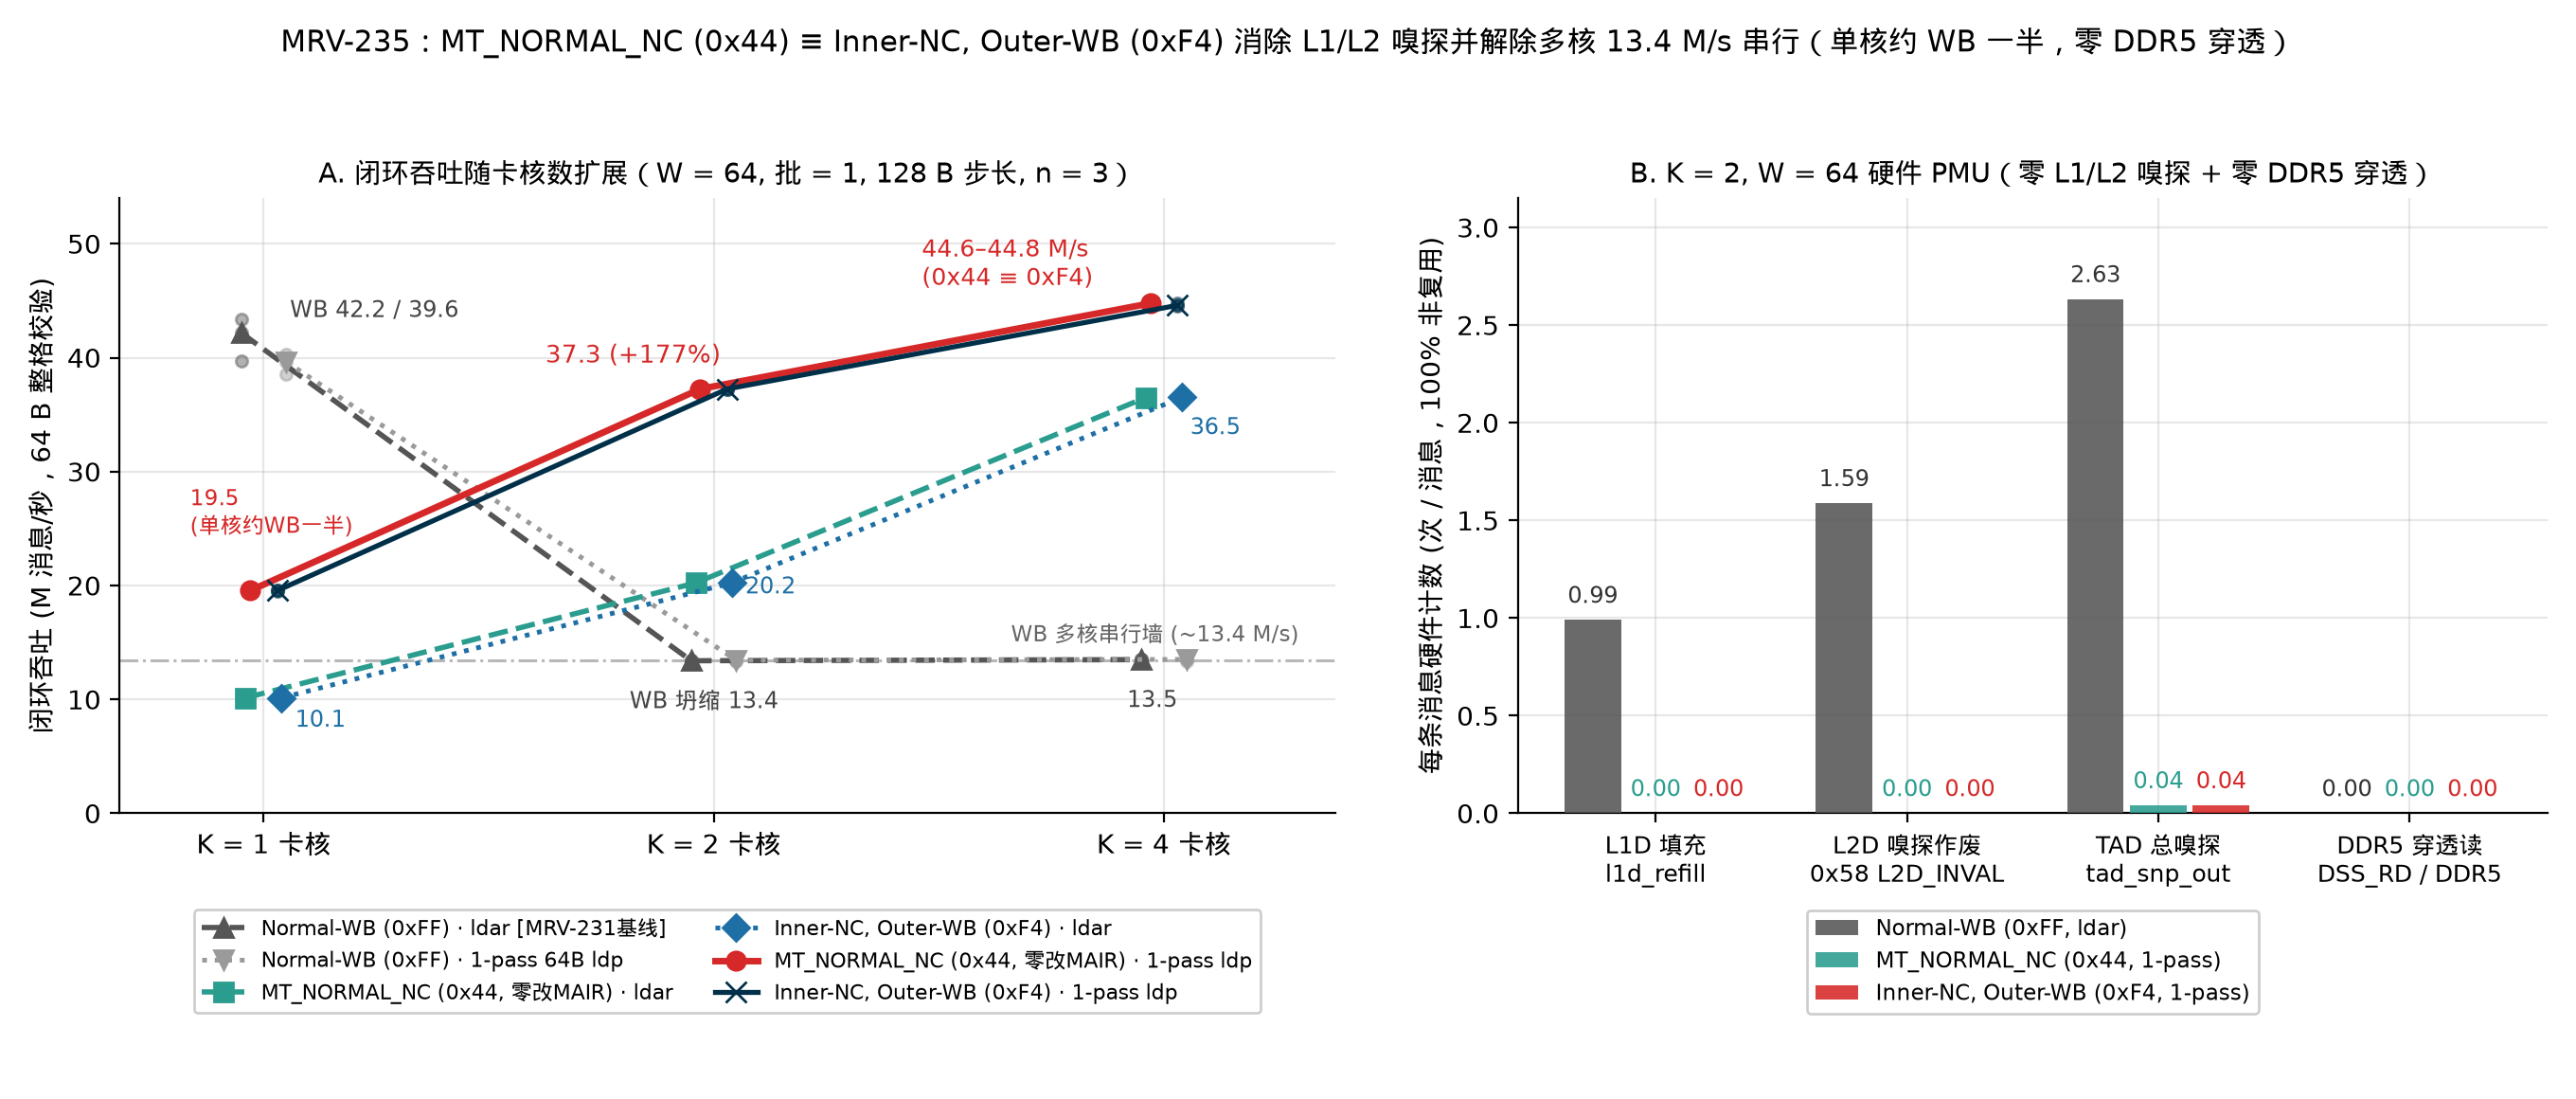 MRV-235：MT_NORMAL_NC (0x44) ≡ Inner-NC, Outer-WB (0xF4) 消除 L1/L2 嗅探并解除多核 13.4 M/s 串行（单核约 WB 一半，零 DDR5 穿透）
A. 闭环吞吐随卡核数扩展（W = 64, 批 = 1, 128 B 步长, n = 3）
闭环吞吐 (M 消息/秒，64 B 整格校验)
50
40
30
20
10
0
WB 42.2 / 39.6
44.6–44.8 M/s
(0x44 ≡ 0xF4)
37.3 (+177%)
36.5
19.5
(单核约WB一半)
20.2
WB 多核串行墙 (~13.4 M/s)
10.1
WB 坍缩 13.4
13.5
K = 1 卡核
K = 2 卡核
K = 4 卡核
Normal-WB (0xFF) · ldar [MRV-231基线]
Normal-WB (0xFF) · 1-pass 64B ldp
MT_NORMAL_NC (0x44, 零改MAIR) · ldar
Inner-NC, Outer-WB (0xF4) · ldar
MT_NORMAL_NC (0x44, 零改MAIR) · 1-pass ldp
Inner-NC, Outer-WB (0xF4) · 1-pass ldp
B. K = 2, W = 64 硬件 PMU（零 L1/L2 嗅探 + 零 DDR5 穿透）
每条消息硬件计数 (次 / 消息，100% 非复用)
3.0
2.5
2.0
1.5
1.0
0.5
0.0
0.99
0.00
0.00
1.59
0.00
0.00
2.63
0.04
0.04
0.00
0.00
0.00
L1D 填充
l1d_refill
L2D 嗅探作废
0x58 L2D_INVAL
TAD 总嗅探
tad_snp_out
DDR5 穿透读
DSS_RD / DDR5
Normal-WB (0xFF, ldar)
MT_NORMAL_NC (0x44, 1-pass)
Inner-NC, Outer-WB (0xF4, 1-pass)